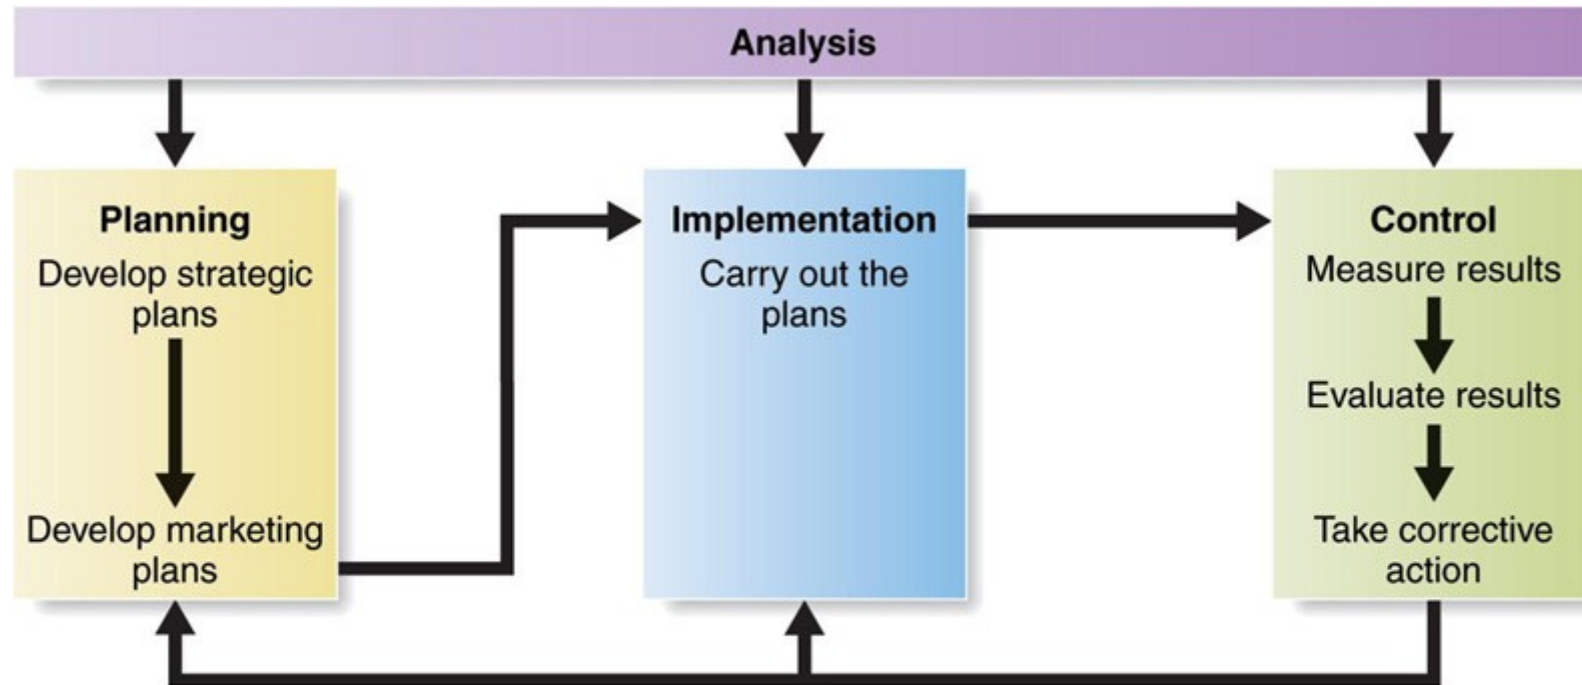 Analysis
Planning
Develop strategic
plans
Develop marketing
plans
Implementation
Carry out the
plans
Control
Measure results
Evaluate results
Take corrective
action